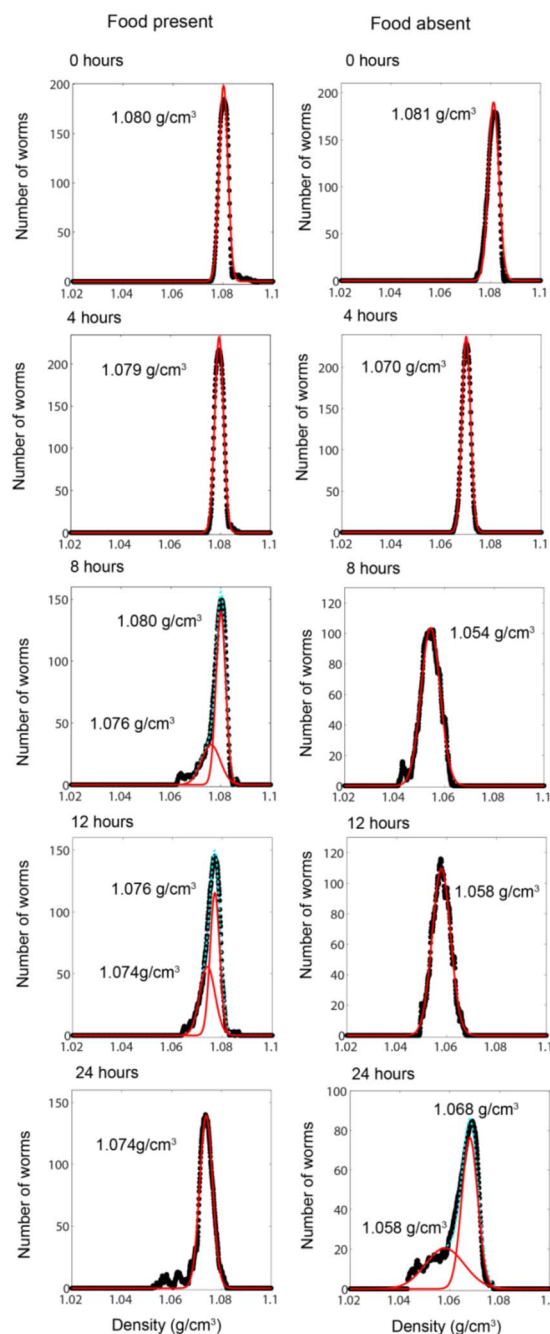 Food present
Food absent
0 hours
0 hours
Number of worms
200
150
100
50
0
1.080 g/cm³
1.02 1.04 1.06 1.08 1.1
Number of worms
200
150
100
50
0
1.081 g/cm³
1.02 1.04 1.06 1.08 1.1
4 hours
4 hours
Number of worms
200
150
100
50
0
1.079 g/cm³
1.02 1.04 1.06 1.08 1.1
Number of worms
200
150
100
50
0
1.070 g/cm³
1.02 1.04 1.06 1.08 1.1
8 hours
8 hours
Number of worms
150
100
50
0
1.080 g/cm³
1.076 g/cm³
1.02 1.04 1.06 1.08 1.1
Number of worms
120
100
80
60
40
20
0
1.054 g/cm³
1.02 1.04 1.06 1.08 1.1
12 hours
12 hours
Number of worms
150
100
50
0
1.076 g/cm³
1.074g/cm³
1.02 1.04 1.06 1.08 1.1
Number of worms
120
100
80
60
40
20
0
1.058 g/cm³
1.02 1.04 1.06 1.08 1.1
24 hours
24 hours
Number of worms
150
100
50
0
1.074g/cm³
1.02 1.04 1.06 1.08 1.1
Number of worms
100
80
60
40
20
0
1.068 g/cm³
1.058 g/cm³
1.02 1.04 1.06 1.08 1.1
Density (g/cm³)
Density (g/cm³)